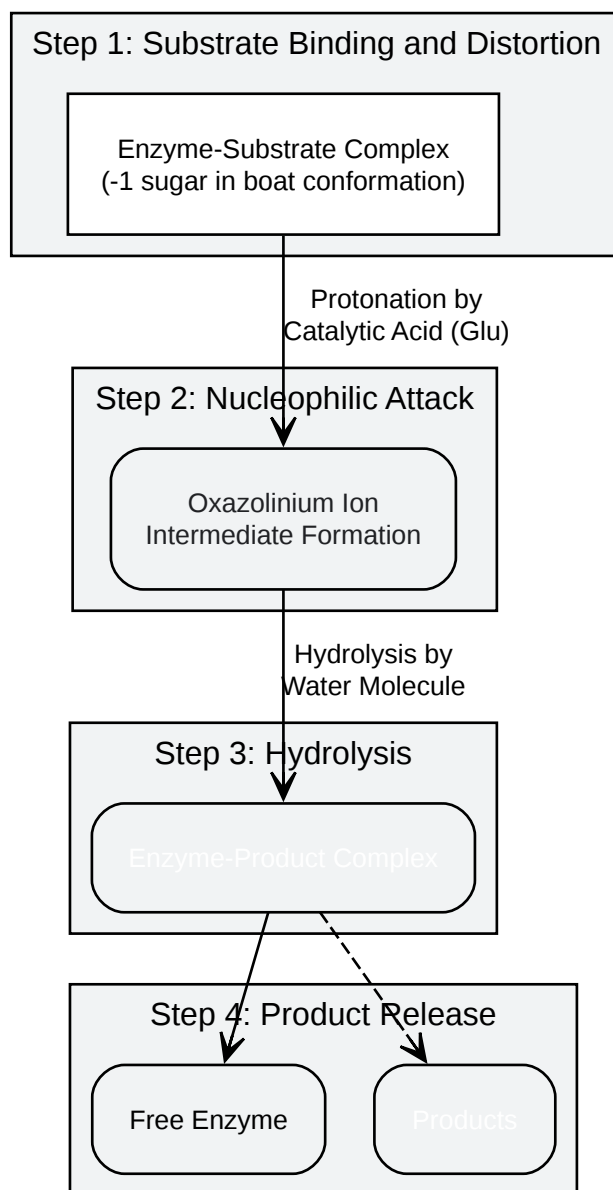 Step 1: Substrate Binding and Distortion
Enzyme-Substrate Complex
(-1 sugar in boat conformation)
Protonation by
Catalytic Acid (Glu)
Step 2: Nucleophilic Attack
Oxazolinium Ion
Intermediate Formation
Hydrolysis by
Water Molecule
Step 3: Hydrolysis
Enzyme-Product Complex
Step 4: Product Release
Free Enzyme
Products